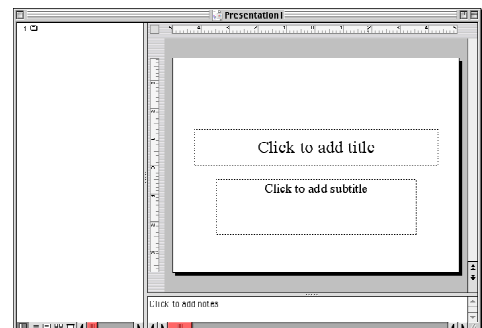 Presentation1
1
Click to add title
Click to add subtitle
Click to add notes